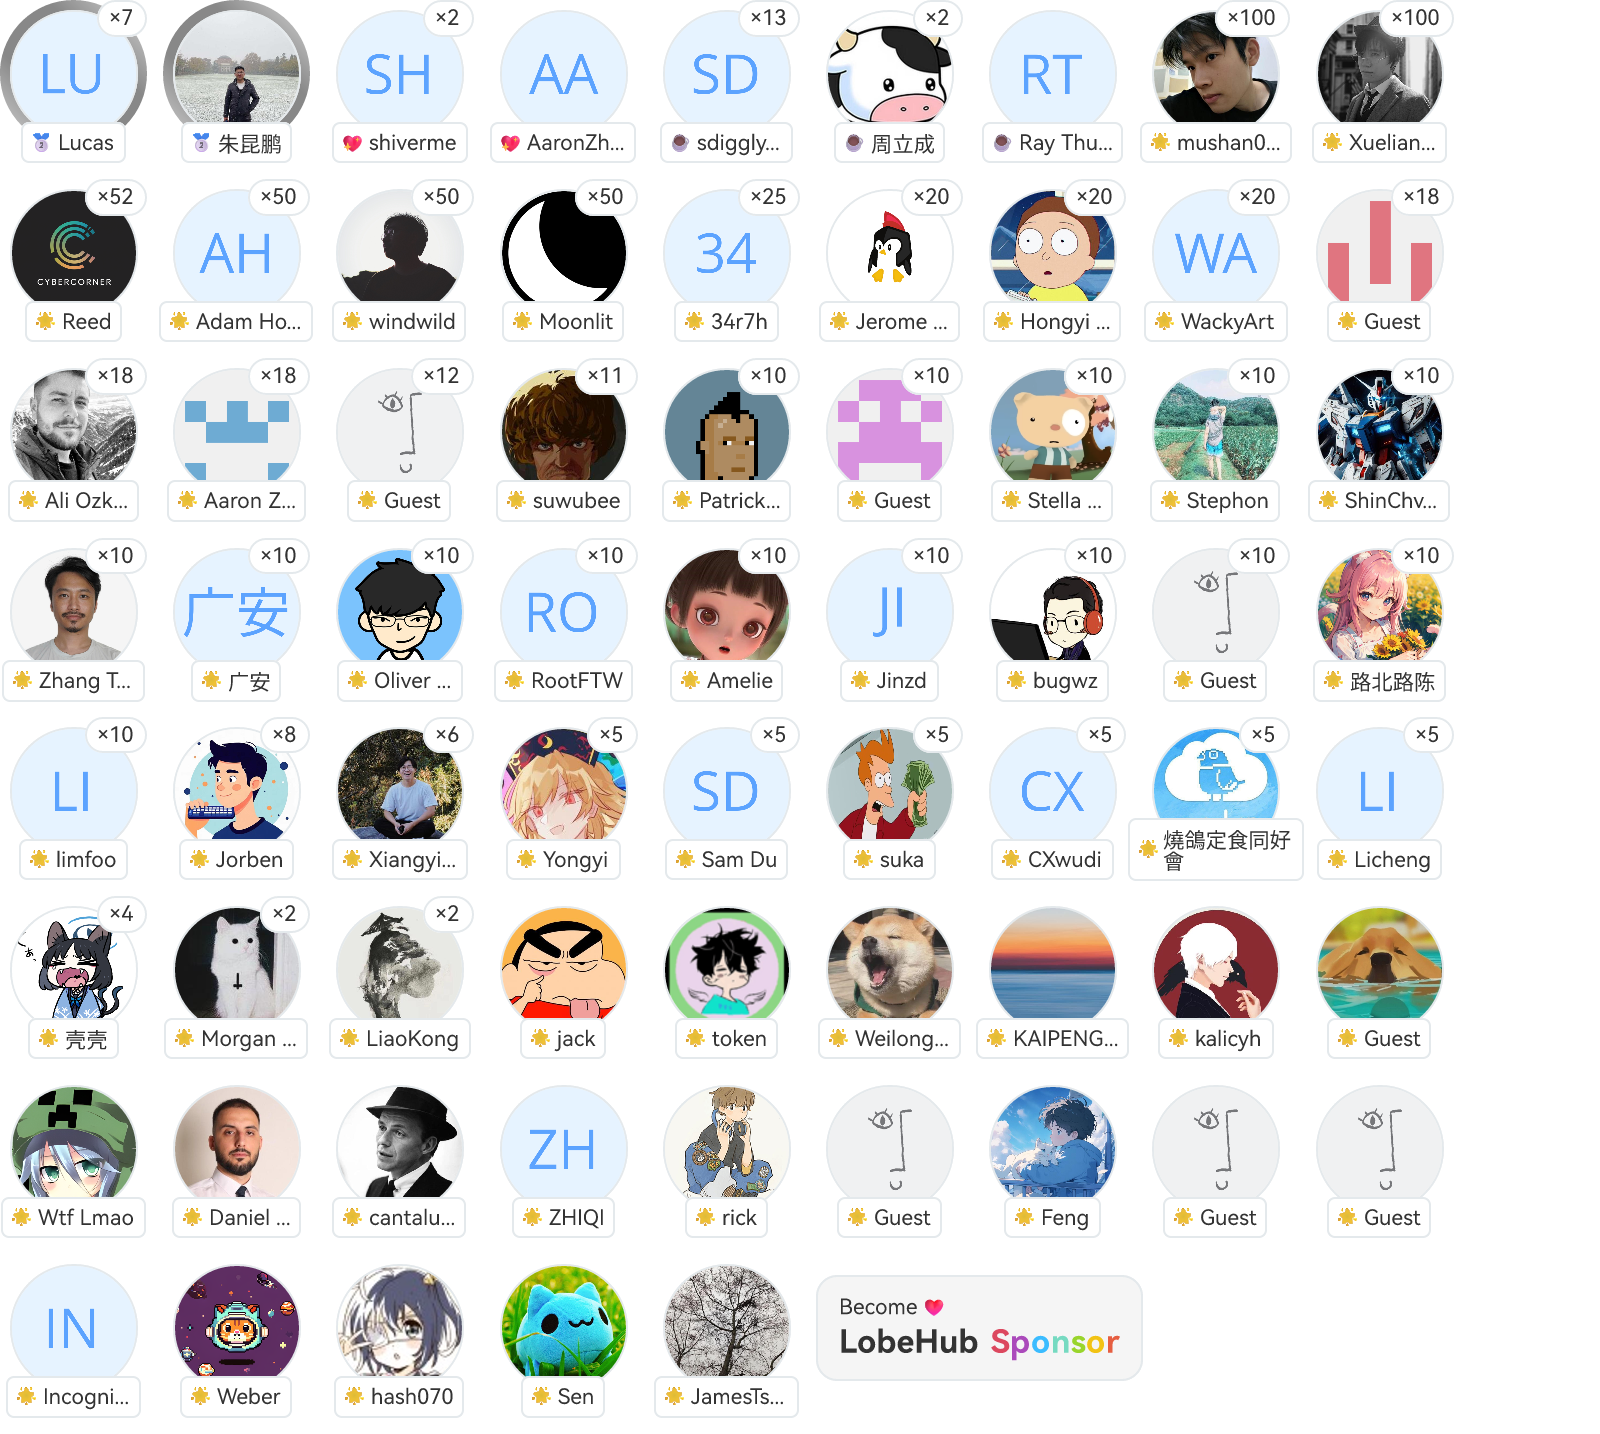 ×7
×2
×13
×2
×100
×100
LU
SH
AA
SD
RT
Lucas
朱昆鹏
shiverme
AaronZh...
sdiggly...
周立成
Ray Thu...
mushan0...
Xuelian...
×52
×50
×50
×50
×25
×20
×20
×20
×18
CYBERCORNER
AH
34
WA
Reed
Adam Ho...
windwild
Moonlit
34r7h
Jerome ...
Hongyi ...
WackyArt
Guest
×18
×18
×12
×11
×10
×10
×10
×10
×10
Ali Ozk...
Aaron Z...
Guest
suwubee
Patrick...
Guest
Stella ...
Stephon
ShinChv...
×10
×10
×10
×10
×10
×10
×10
×10
×10
广安
RO
JI
Zhang T...
广安
Oliver ...
RootFTW
Amelie
Jinzd
bugwz
Guest
路北路陈
×10
×8
×6
×5
×5
×5
×5
×5
×5
LI
SD
CX
LI
limfoo
Jorben
Xiangyi...
Yongyi
Sam Du
suka
CXwudi
燒鴿定食同好
會
Licheng
×4
×2
×2
壳壳
Morgan ...
LiaoKong
jack
token
Weilong...
KAIPENG...
kalicyh
Guest
ZH
Wtf Lmao
Daniel ...
cantalu...
ZHIQI
rick
Guest
Feng
Guest
Guest
IN
Incogni...
Weber
hash070
Sen
JamesTs...
Become
LobeHub Sponsor